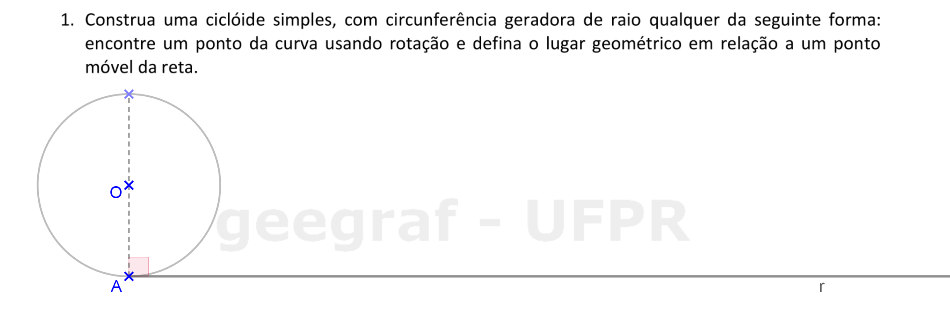 1. Construa uma ciclóide simples, com circunferência geradora de raio qualquer da seguinte forma:
encontre um ponto da curva usando rotação e defina o lugar geométrico em relação a um ponto
móvel da reta.
O
geegraf - UFPR
A
r